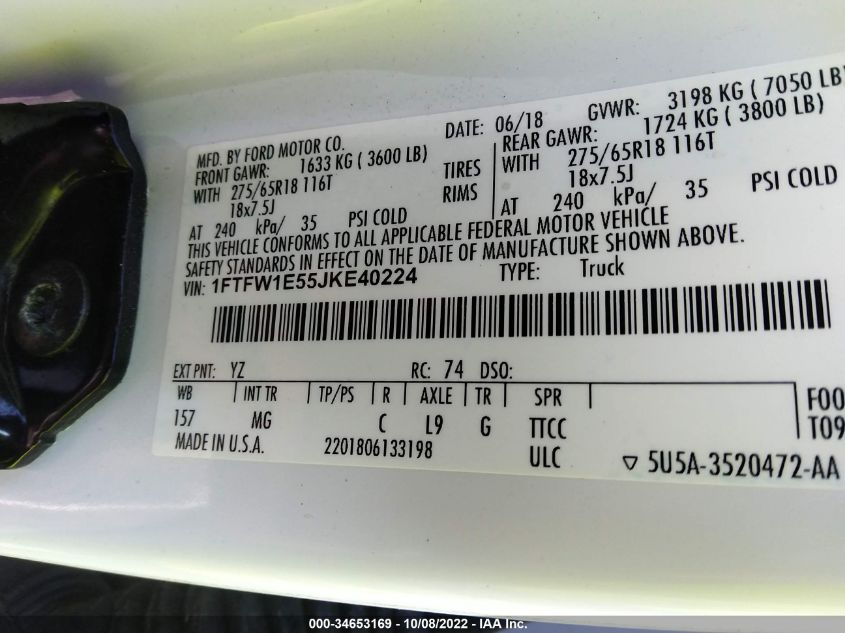 MFD. BY FORD MOTOR CO.
DATE: 06/18 GVWR: 3198 KG ( 7050 LB)
FRONT GAWR: 1633 KG ( 3600 LB) REAR GAWR: 1724 KG ( 3800 LB)
WITH 275/65R18 116T TIRES WITH 275/65R18 116T
18x7.5J RIMS 18x7.5J
AT 240 kPa/ 35 PSI COLD AT 240 kPa/ 35 PSI COLD
THIS VEHICLE CONFORMS TO ALL APPLICABLE FEDERAL MOTOR VEHICLE
SAFETY STANDARDS IN EFFECT ON THE DATE OF MANUFACTURE SHOWN ABOVE.
VIN: 1FTFW1E55JKE40224 TYPE: Truck
EXT PNT: YZ RC: 74 DSO:
WB INT TR TP/PS R AXLE TR SPR F00
157 MG C L9 G TTCC T09
MADE IN U.S.A. 2201806133198 ULC ▽ 5U5A-3520472-AA
000-34653169 - 10/08/2022 - IAA Inc.